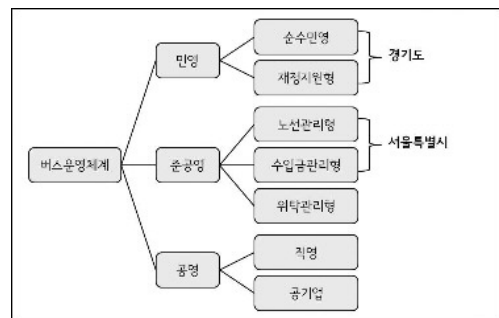 순수민영
민영
경기도
재정지원형
노선관리형
서울특별시
버스운영체계
준공영
수입금관리형
위탁관리형
직영
공영
공기업